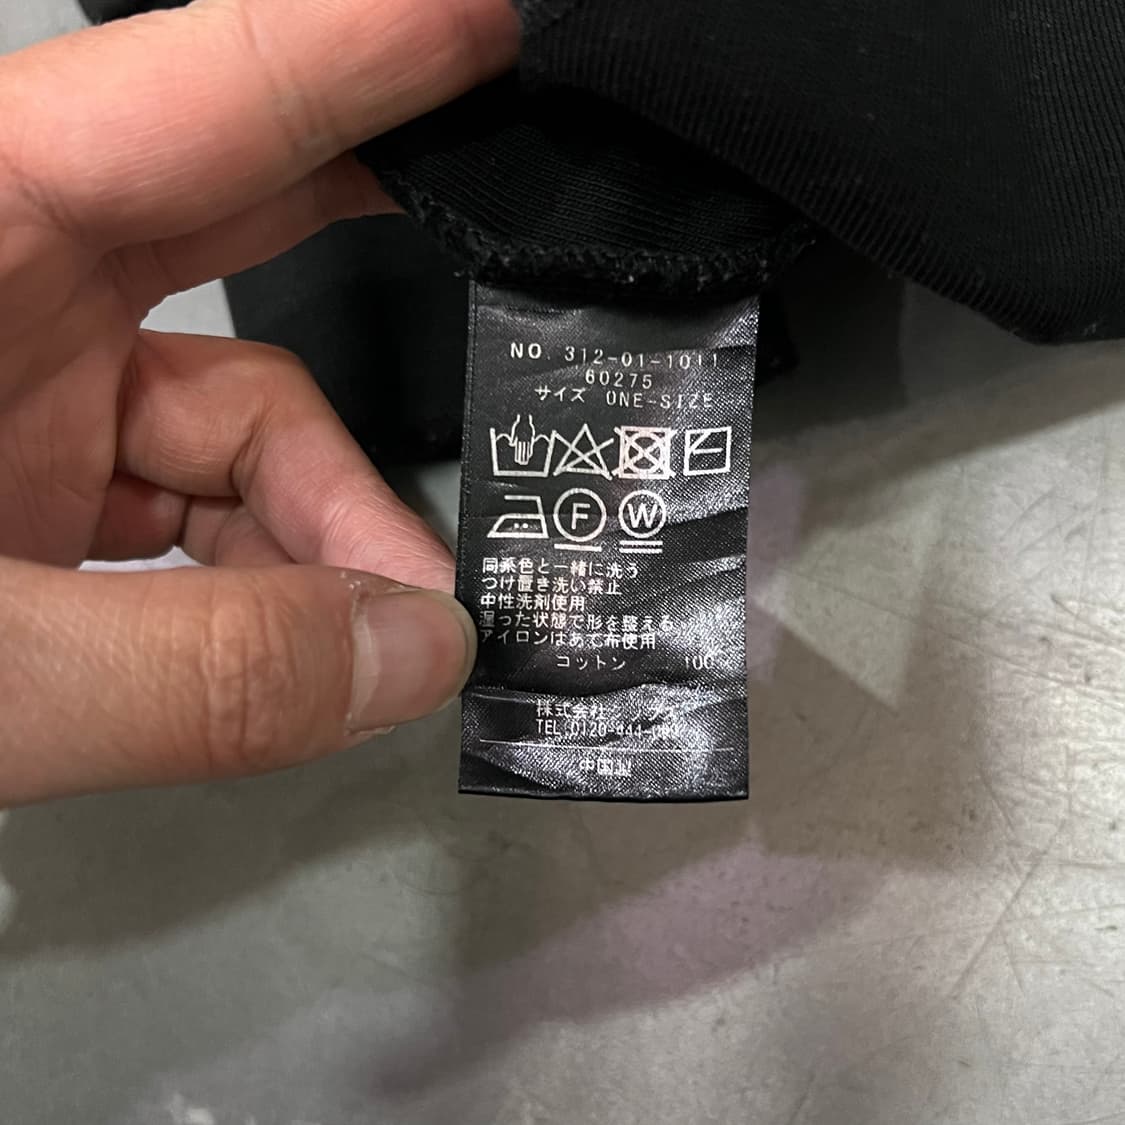 NO. 312-01-1011
60275
サイズ ONE-SIZE
F W
同系色と一緒に洗う
つけ置き洗い禁止
中性洗剤使用
湿った状態で形を整える
アイロンはあて布使用
コットン 100%
株式会社
TEL.0120-444-
中国製